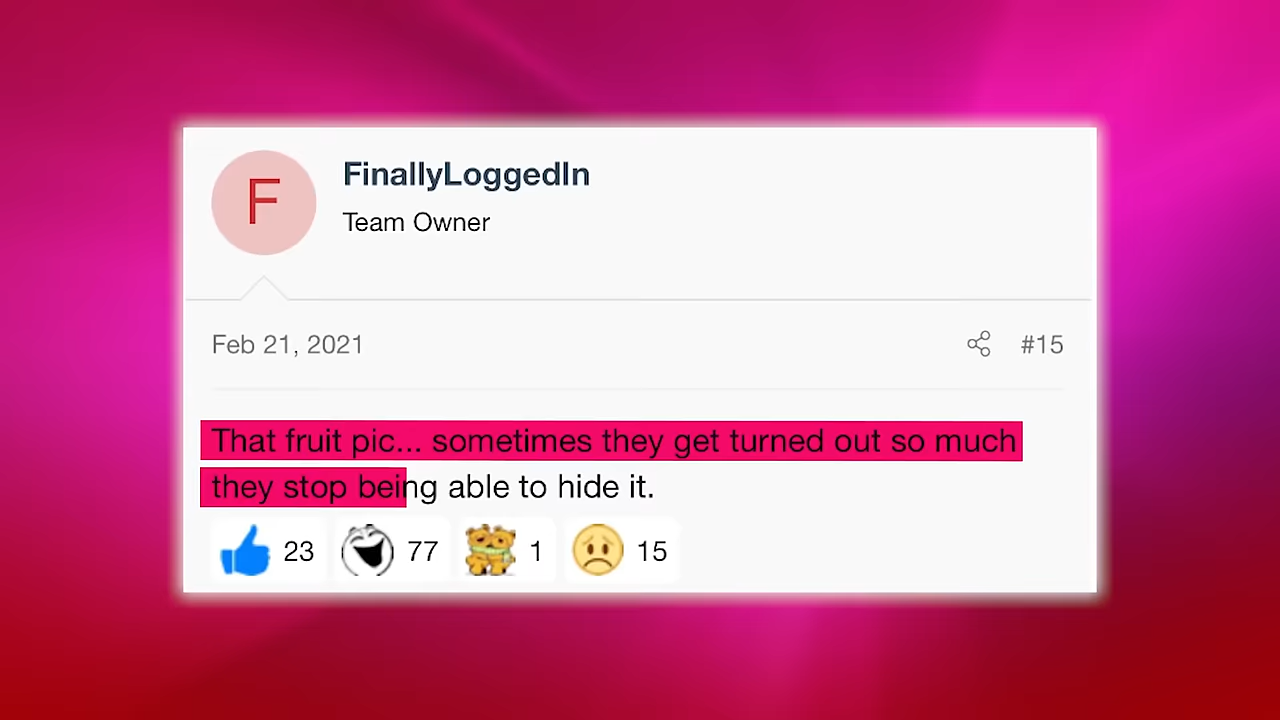 F
FinallyLoggedIn
Team Owner
Feb 21, 2021
#15
That fruit pic... sometimes they get turned out so much
they stop being able to hide it.
23
77
1
15